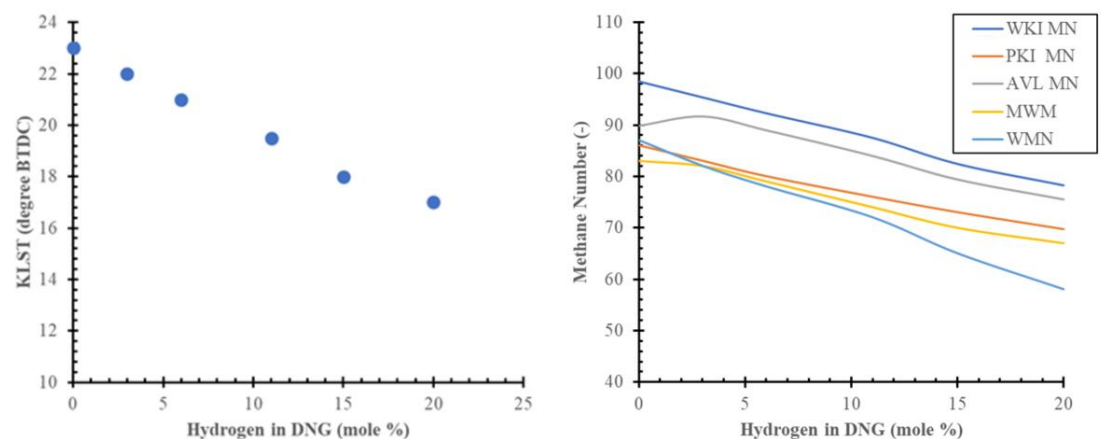 24
22
20
18
16
14
12
10
KLST (degree BTDC)
0 5 10 15 20 25
Hydrogen in DNG (mole %)
110
100
90
80
70
60
50
40
Methane Number (-)
0 5 10 15 20
Hydrogen in DNG (mole %)
WKI MN
PKI MN
AVL MN
MWM
WMN